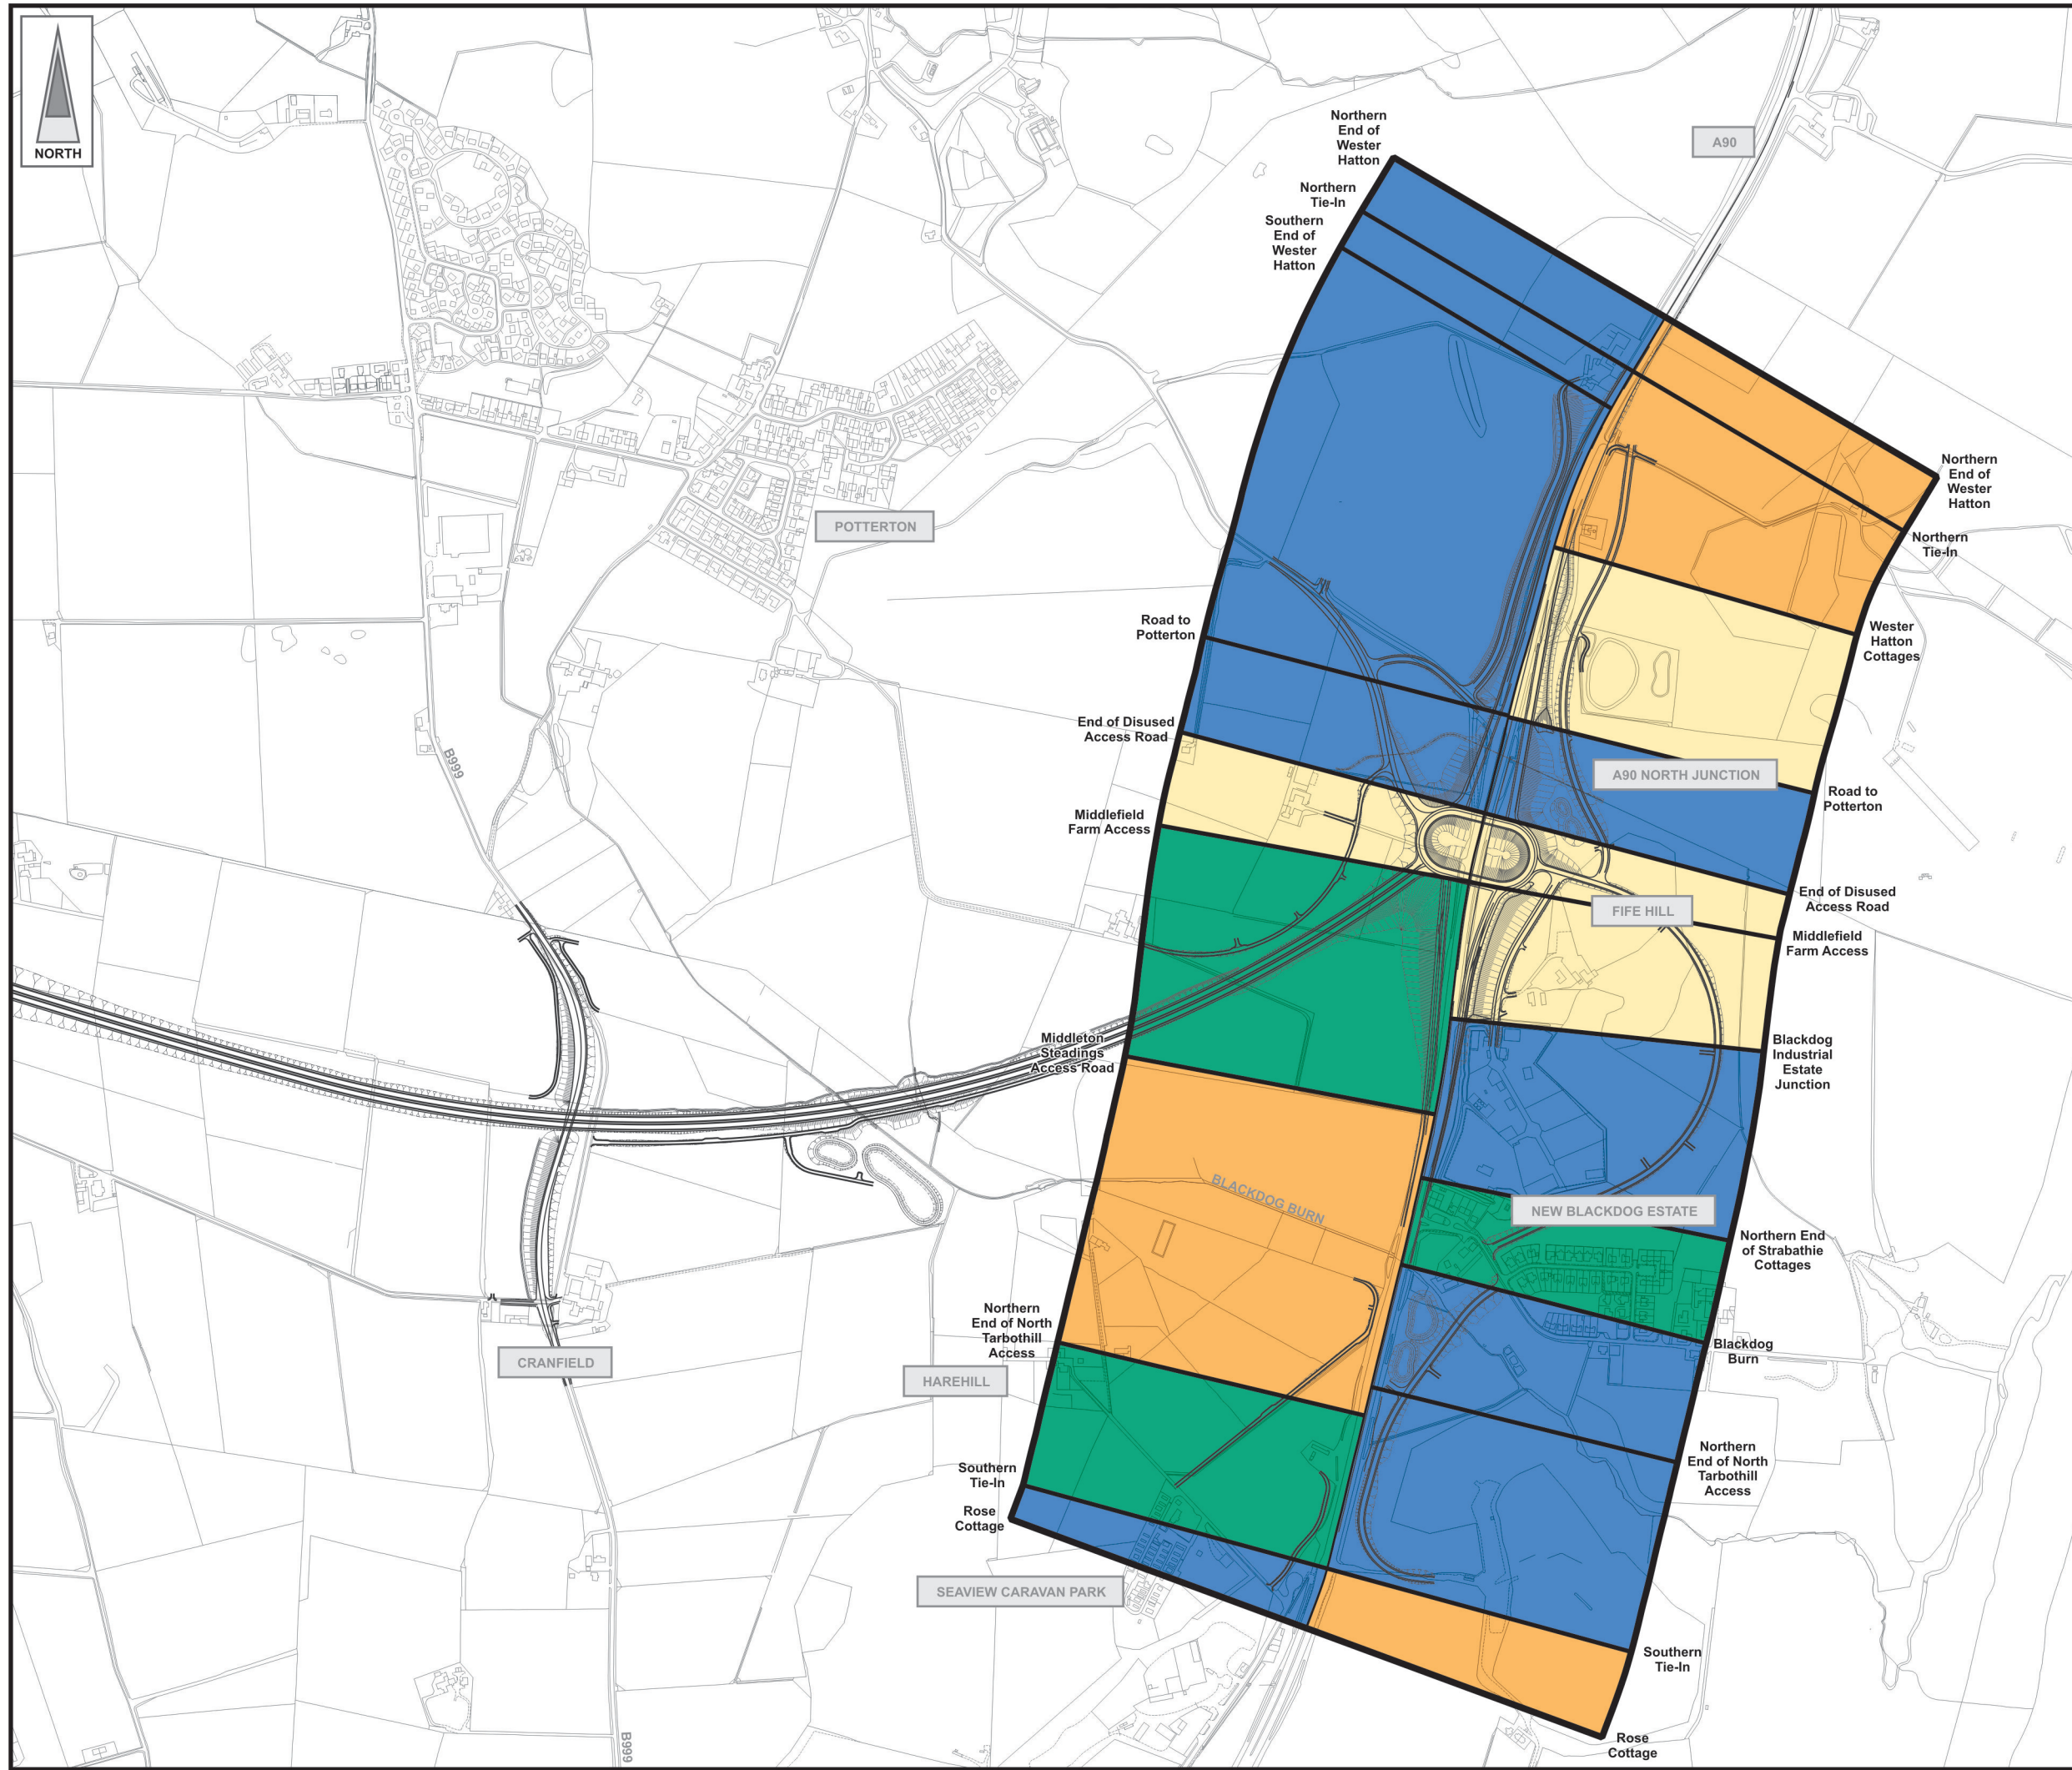 NORTH
A90
Northern
End of
Wester
Hatton
Northern
Tie-In
Southern
End of
Wester
Hatton
Northern
End of
Wester
Hatton
Northern
Tie-In
POTTERTON
Road to
Potterton
Wester
Hatton
Cottages
End of Disused
Access Road
B999
A90 NORTH JUNCTION
Road to
Potterton
Middlefield
Farm Access
End of Disused
Access Road
FIFE HILL
Middlefield
Farm Access
Middleton
Steadings
Access Road
Blackdog
Industrial
Estate
Junction
BLACKDOG BURN
NEW BLACKDOG ESTATE
Northern End
of Strabathie
Cottages
Northern
End of North
Tarbothill
Access
Blackdog
Burn
CRANFIELD
HAREHILL
Northern
End of North
Tarbothill
Access
Southern
Tie-In
Rose
Cottage
SEAVIEW CARAVAN PARK
Southern
Tie-In
B999
Rose
Cottage